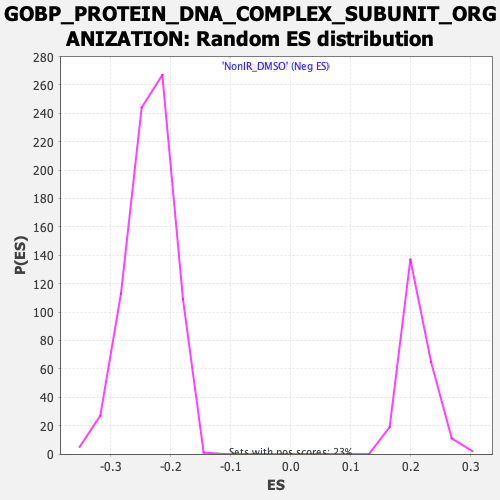 GOBP_PROTEIN_DNA_COMPLEX_SUBUNIT_ORG
ANIZATION: Random ES distribution
'NonIR_DMSO' (Neg ES)
280
260
240
220
200
180
160
140
120
100
80
60
40
20
0
P(ES)
Sets with pos scores: 23%
-0.3 -0.2 -0.1 0.0 0.1 0.2 0.3
ES